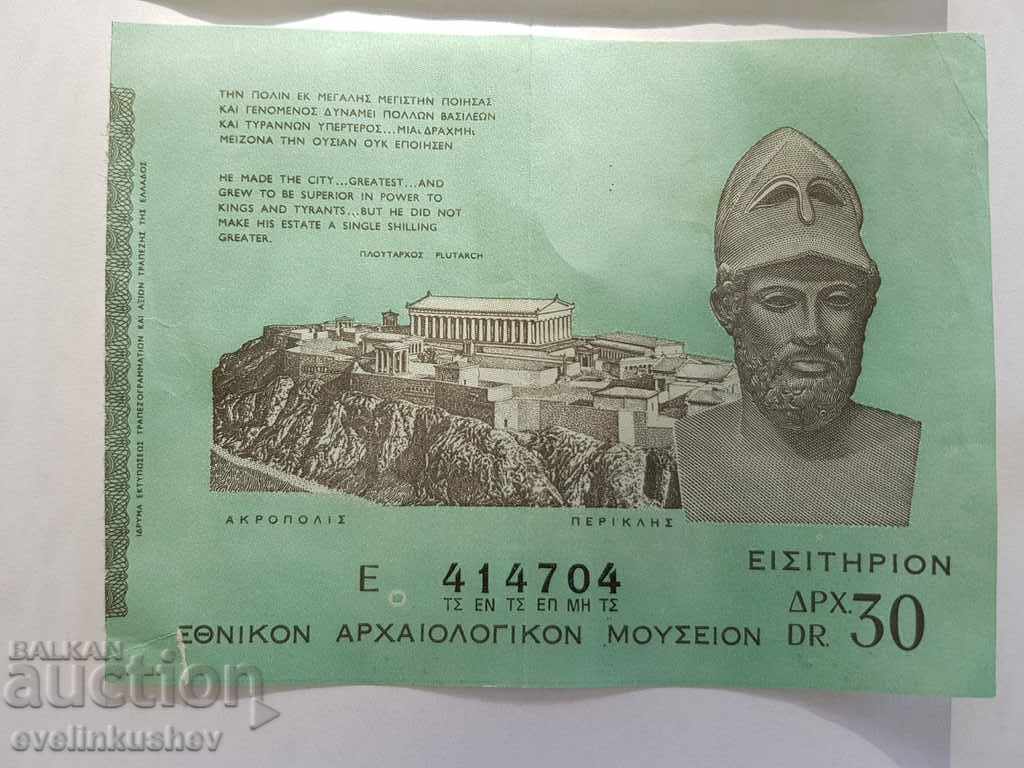 ΤΗΝ ΠΟΛΙΝ ΕΚ ΜΕΓΑΛΗΣ ΜΕΓΙΣΤΗΝ ΠΟΙΗΣΑΣ
ΚΑΙ ΓΕΝΟΜΕΝΟΣ ΔΥΝΑΜΕΙ ΠΟΛΛΩΝ ΒΑΣΙΛΕΩΝ
ΚΑΙ ΤΥΡΑΝΝΩΝ ΥΠΕΡΤΕΡΟΣ...ΜΙΑι ΔΡΑΧΜΗι
ΜΕΙΖΟΝΑ ΤΗΝ ΟΥΣΙΑΝ ΟΥΚ ΕΠΟΙΗΣΕΝ
HE MADE THE CITY...GREATEST...AND
GREW TO BE SUPERIOR IN POWER TO
KINGS AND TYRANTS...BUT HE DID NOT
MAKE HIS ESTATE A SINGLE SHILLING
GREATER.
ΠΛΟΥΤΑΡΧΟΣ PLUTARCH
ΙΔΡΥΜΑ ΕΚΤΥΠΩΣΕΩΣ ΤΡΑΠΕΖΟΓΡΑΜΜΑΤΙΩΝ ΚΑΙ ΑΞΙΩΝ ΤΡΑΠΕΖΗΣ ΤΗΣ ΕΛΛΑΔΟΣ
ΑΚΡΟΠΟΛΙΣ ΠΕΡΙΚΛΗΣ
Ε 414704
ΤΣ ΕΝ ΤΣ ΕΠ ΜΗ ΤΣ
ΕΙΣΙΤΗΡΙΟΝ
ΔΡΧ. 30
DR.
ΕΘΝΙΚΟΝ ΑΡΧΑΙΟΛΟΓΙΚΟΝ ΜΟΥΣΕΙΟΝ
BALKAN
auction
evelinkushev